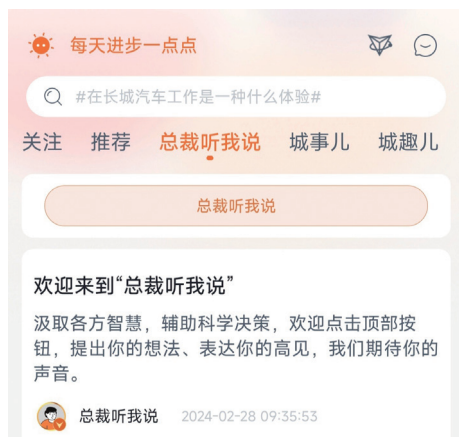 每天进步一点点
#在长城汽车工作是一种什么体验#
关注 推荐 总裁听我说 城事儿 城趣儿
总裁听我说
欢迎来到“总裁听我说”
汲取各方智慧，辅助科学决策，欢迎点击顶部按
钮，提出你的想法、表达你的高见，我们期待你的
声音。
总裁听我说 2024-02-28 09:35:53